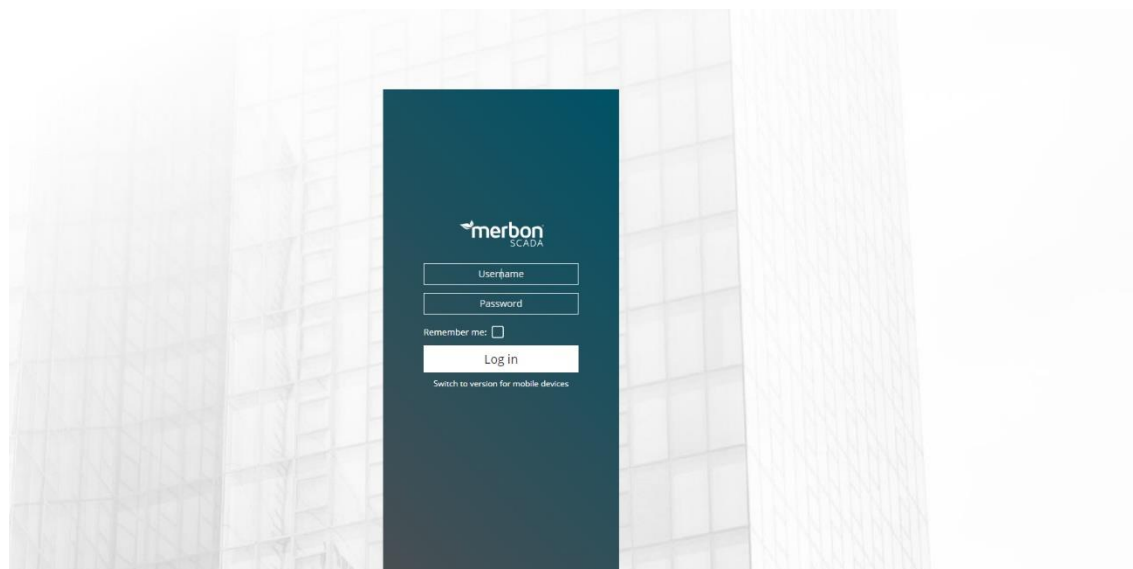 merbon
SCADA
Username
Password
Remember me:
Log in
Switch to version for mobile devices